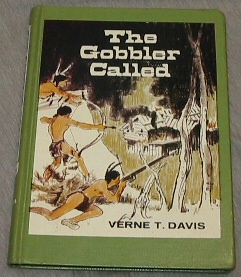 The
Gobbler
Called
VERNE T. DAVIS